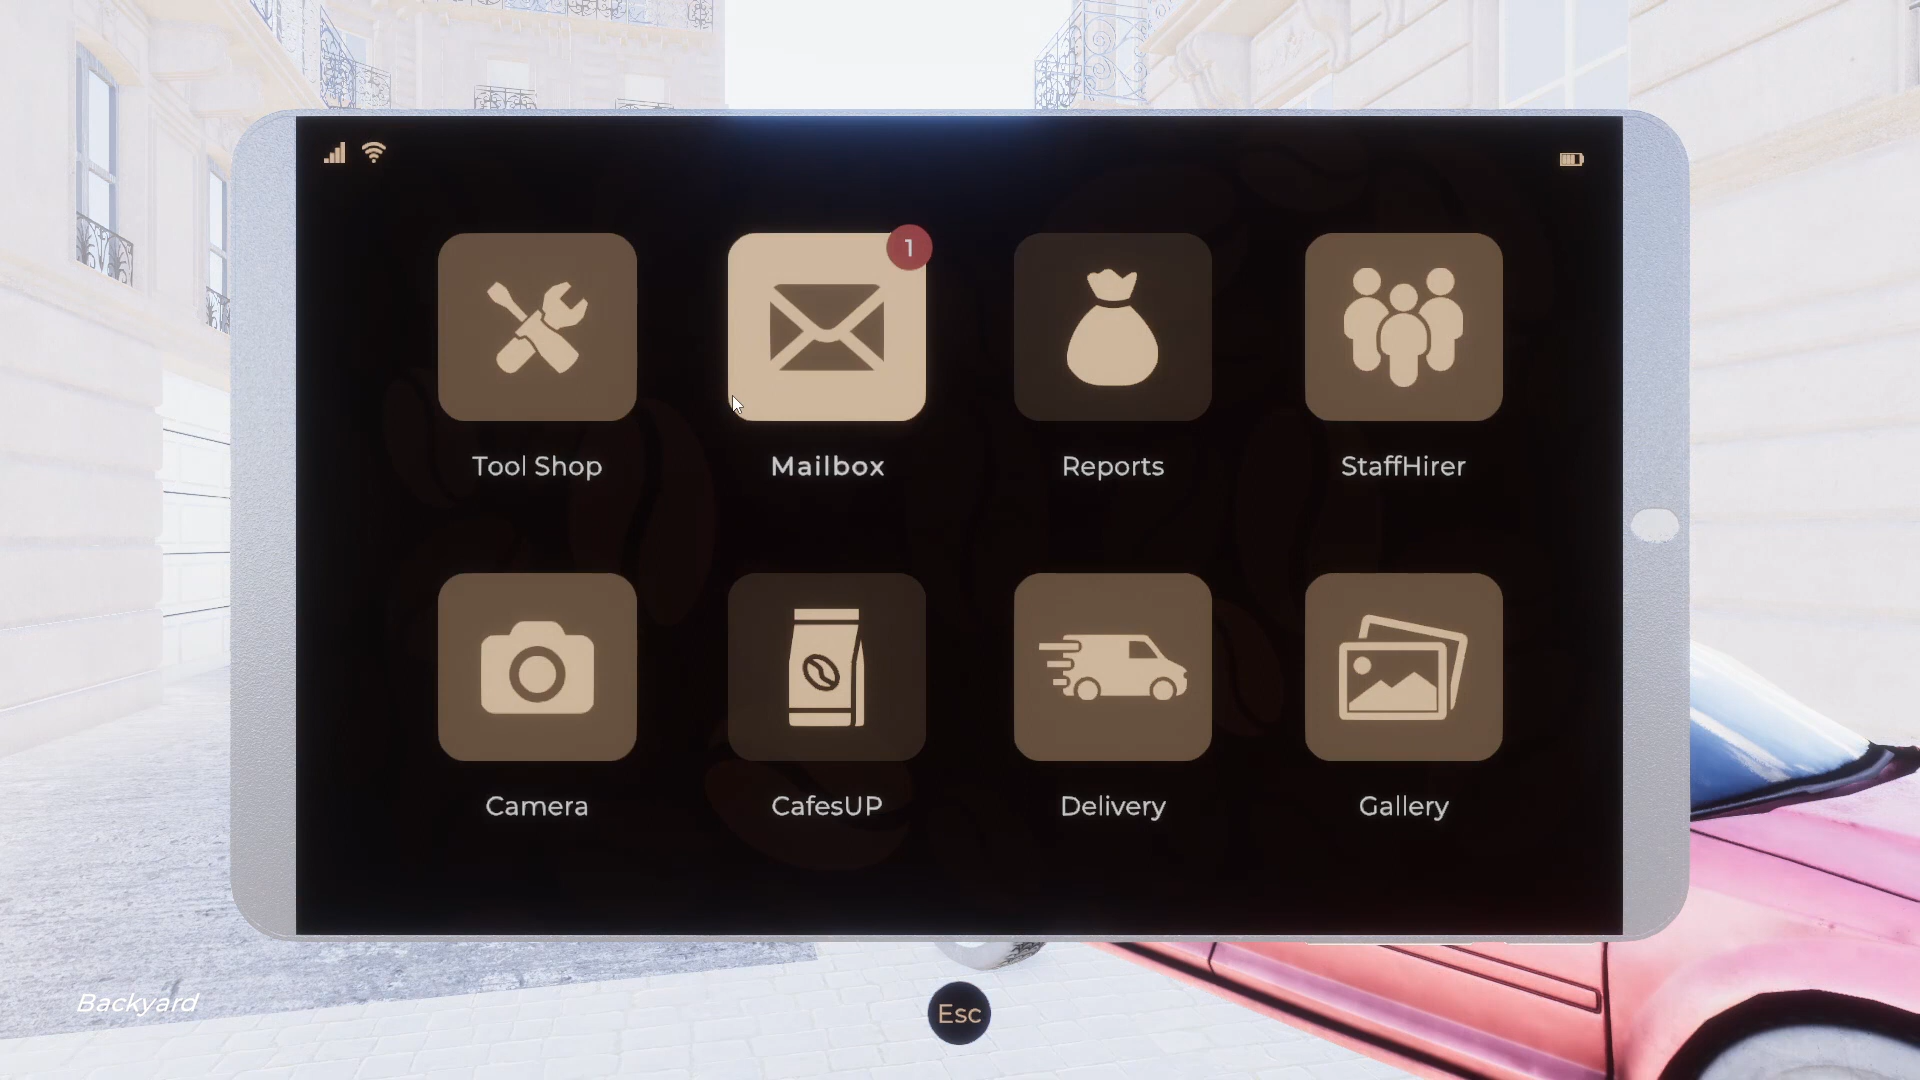 1
Tool Shop
Mailbox
Reports
StaffHirer
Camera
CafesUP
Delivery
Gallery
Backyard
Esc